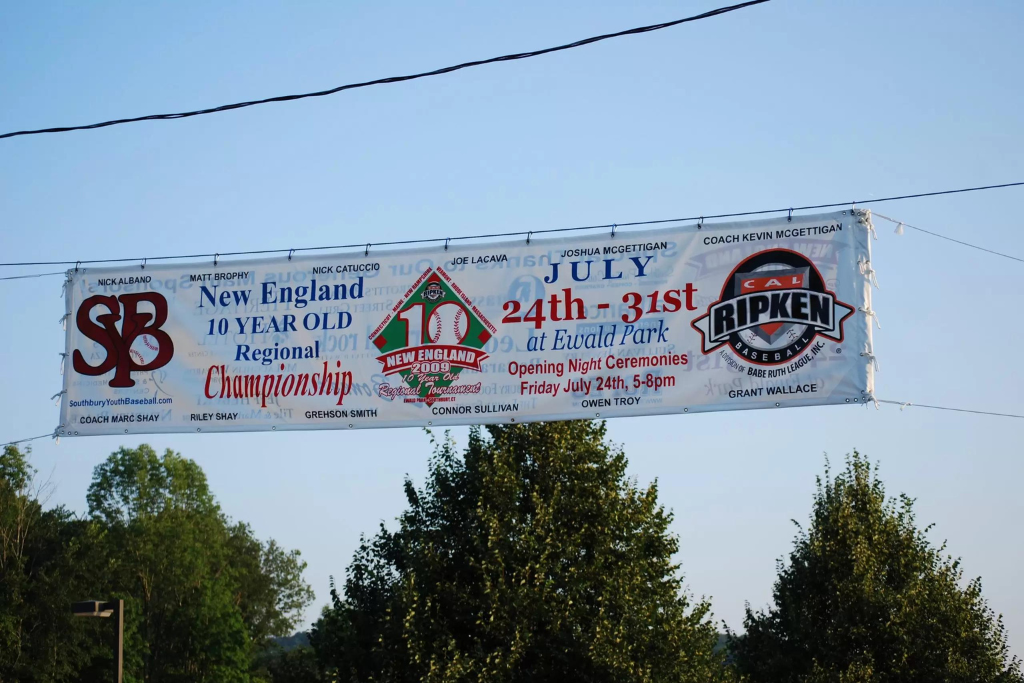 NICK ALBANO
MATT BROPHY
NICK CATUCCIO
JOE LACAVA
JOSHUA MCGETTIGAN
COACH KEVIN MCGETTIGAN
SYB
SouthburyYouthBaseball.com
New England
10 YEAR OLD
Regional
Championship
10
NEW ENGLAND
2009
10 Year Old
Regional Tournament
JULY
24th - 31st
at Ewald Park
Opening Night Ceremonies
Friday July 24th, 5-8pm
CAL
RIPKEN
BASEBALL
A DIVISION OF BABE RUTH LEAGUE, INC.
COACH MARC SHAY
RILEY SHAY
GREHSON SMITH
CONNOR SULLIVAN
OWEN TROY
GRANT WALLACE